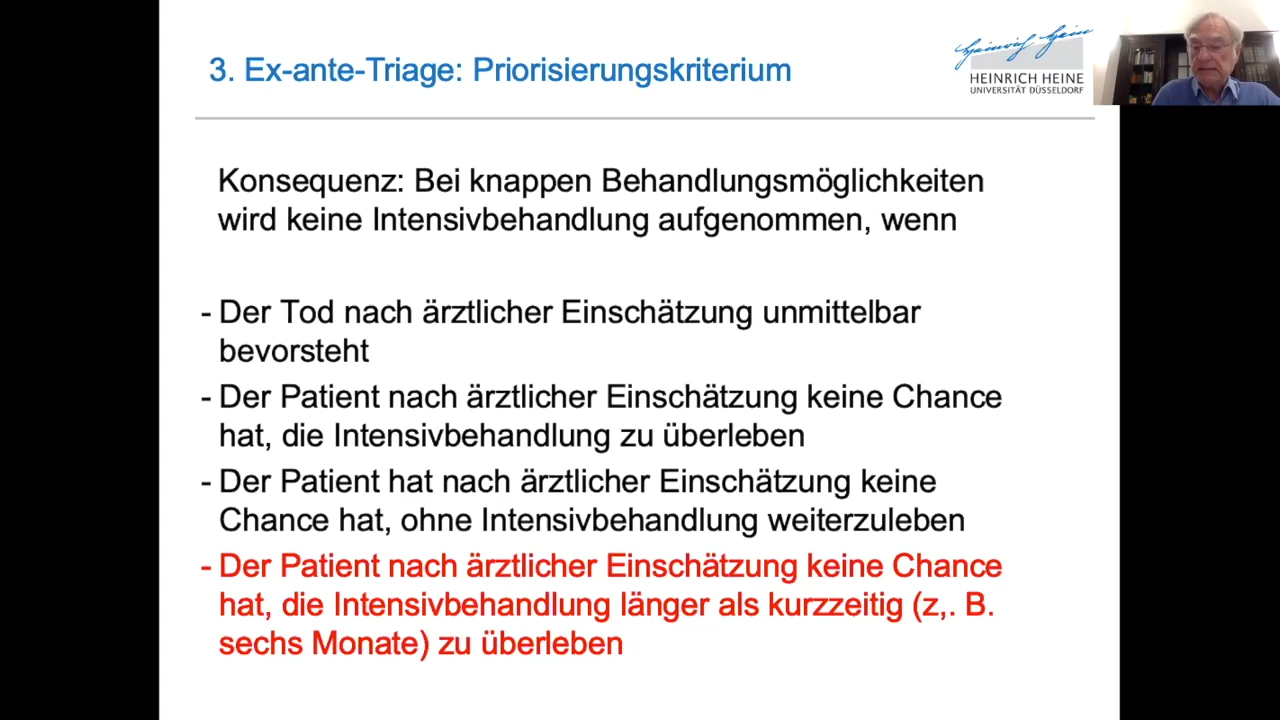 3. Ex-ante-Triage: Priorisierungskriterium
Heinrich Heine
HEINRICH HEINE
UNIVERSITÄT DÜSSELDORF
Konsequenz: Bei knappen Behandlungsmöglichkeiten
wird keine Intensivbehandlung aufgenommen, wenn
- Der Tod nach ärztlicher Einschätzung unmittelbar
bevorsteht
- Der Patient nach ärztlicher Einschätzung keine Chance
hat, die Intensivbehandlung zu überleben
- Der Patient hat nach ärztlicher Einschätzung keine
Chance hat, ohne Intensivbehandlung weiterzuleben
- Der Patient nach ärztlicher Einschätzung keine Chance
hat, die Intensivbehandlung länger als kurzzeitig (z,. B.
sechs Monate) zu überleben